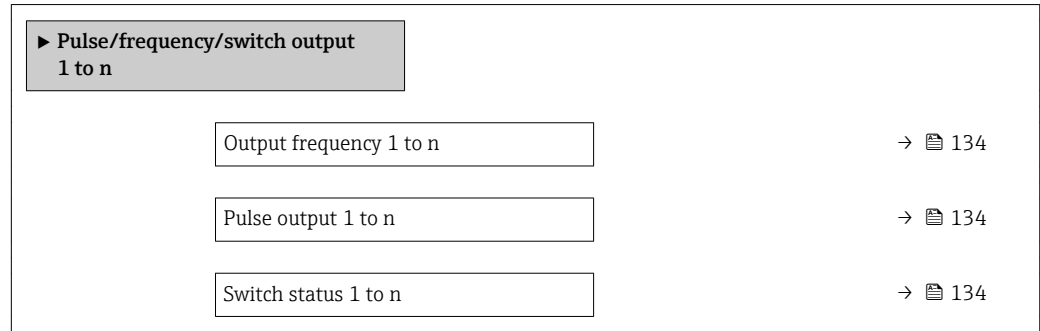 ▶ Pulse/frequency/switch output
1 to n
Output frequency 1 to n → 134
Pulse output 1 to n → 134
Switch status 1 to n → 134